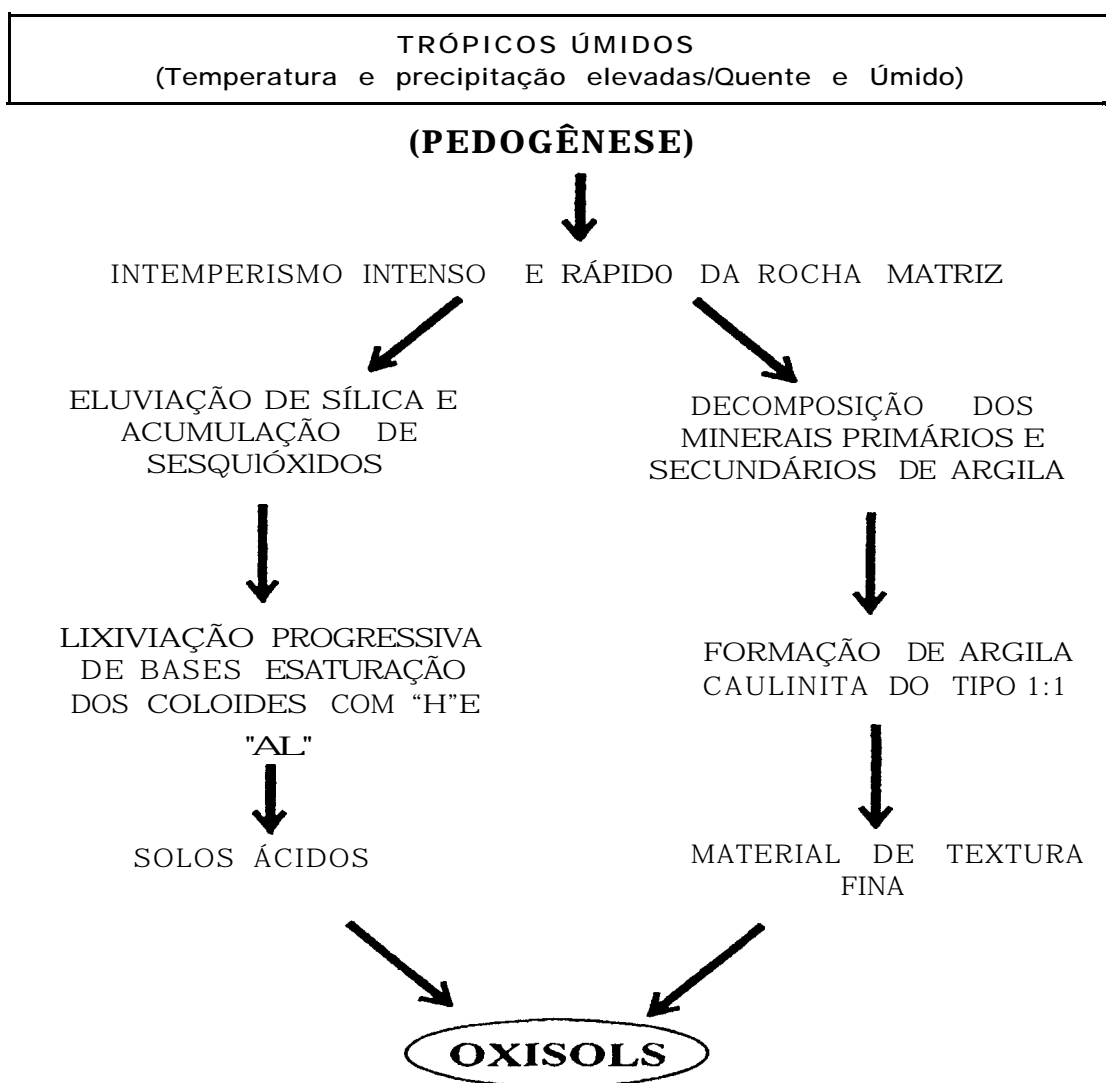 TRÓPICOS ÚMIDOS
(Temperatura e precipitação elevadas/Quente e Úmido)
(PEDOGÊNESE)
INTEMPERISMO INTENSO E RÁPIDO DA ROCHA MATRIZ
ELUVIAÇÃO DE SÍLICA E
ACUMULAÇÃO DE
SESQUIÓXIDOS
DECOMPOSIÇÃO DOS
MINERAIS PRIMÁRIOS E
SECUNDÁRIOS DE ARGILA
LIXIVIAÇÃO PROGRESSIVA
DE BASES ESATURAÇÃO
DOS COLOIDES COM “H”E
"AL"
FORMAÇÃO DE ARGILA
CAULINITA DO TIPO 1:1
SOLOS ÁCIDOS
MATERIAL DE TEXTURA
FINA
OXISOLS